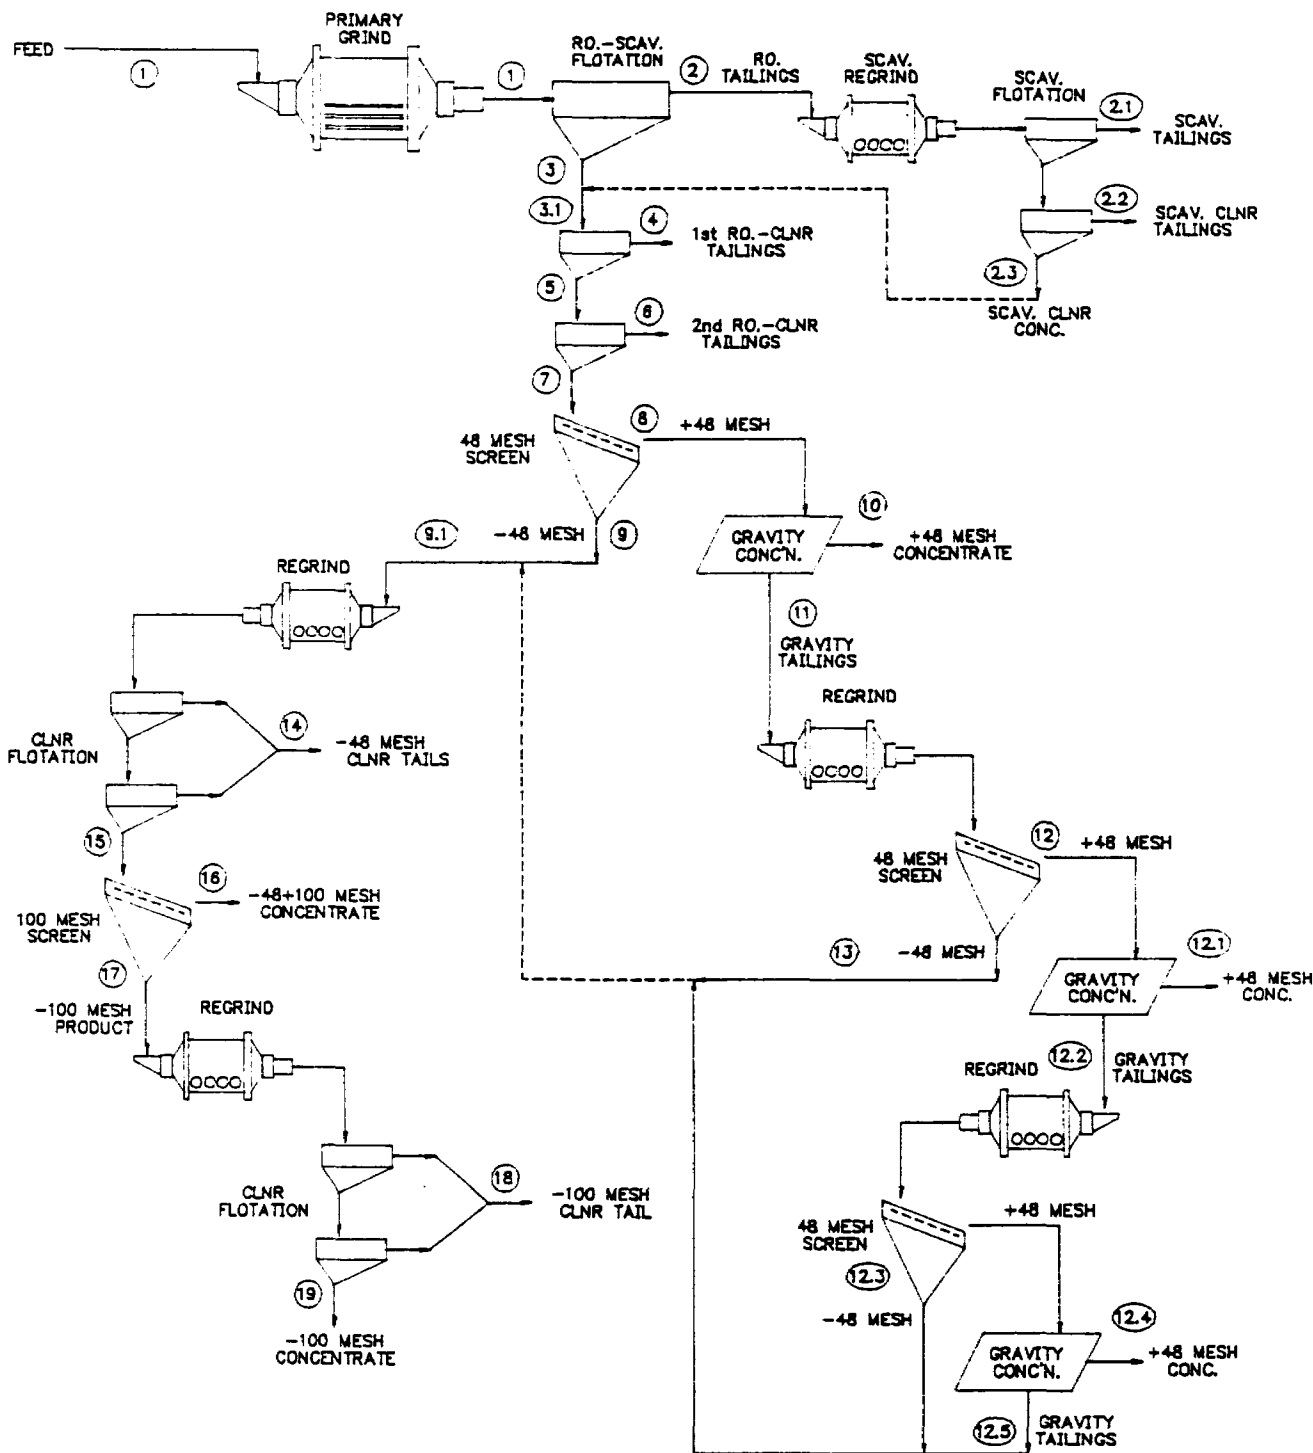 FEED
1
PRIMARY
GRIND
1
RO.-SCAV.
FLOTATION
2
RO.
TAILINGS
SCAV.
REGRIND
SCAV.
FLOTATION
2.1
SCAV.
TAILINGS
3
3.1
4
1st RO.-CLNR
TAILINGS
2.2
SCAV. CLNR
TAILINGS
2.3
SCAV. CLNR
CONC.
5
6
2nd RO.-CLNR
TAILINGS
7
48 MESH
SCREEN
8
+48 MESH
9.1
-48 MESH
9
GRAVITY
CONC'N.
10
+48 MESH
CONCENTRATE
REGRIND
11
GRAVITY
TAILINGS
REGRIND
CLNR
FLOTATION
14
-48 MESH
CLNR TAILS
15
16
-48+100 MESH
CONCENTRATE
100 MESH
SCREEN
17
-100 MESH
PRODUCT
REGRIND
48 MESH
SCREEN
12
+48 MESH
13
-48 MESH
GRAVITY
CONC'N.
12.1
+48 MESH
CONC.
12.2
GRAVITY
TAILINGS
REGRIND
CLNR
FLOTATION
18
-100 MESH
CLNR TAIL
19
-100 MESH
CONCENTRATE
48 MESH
SCREEN
+48 MESH
12.3
-48 MESH
GRAVITY
CONC'N.
12.4
+48 MESH
CONC.
12.5
GRAVITY
TAILINGS